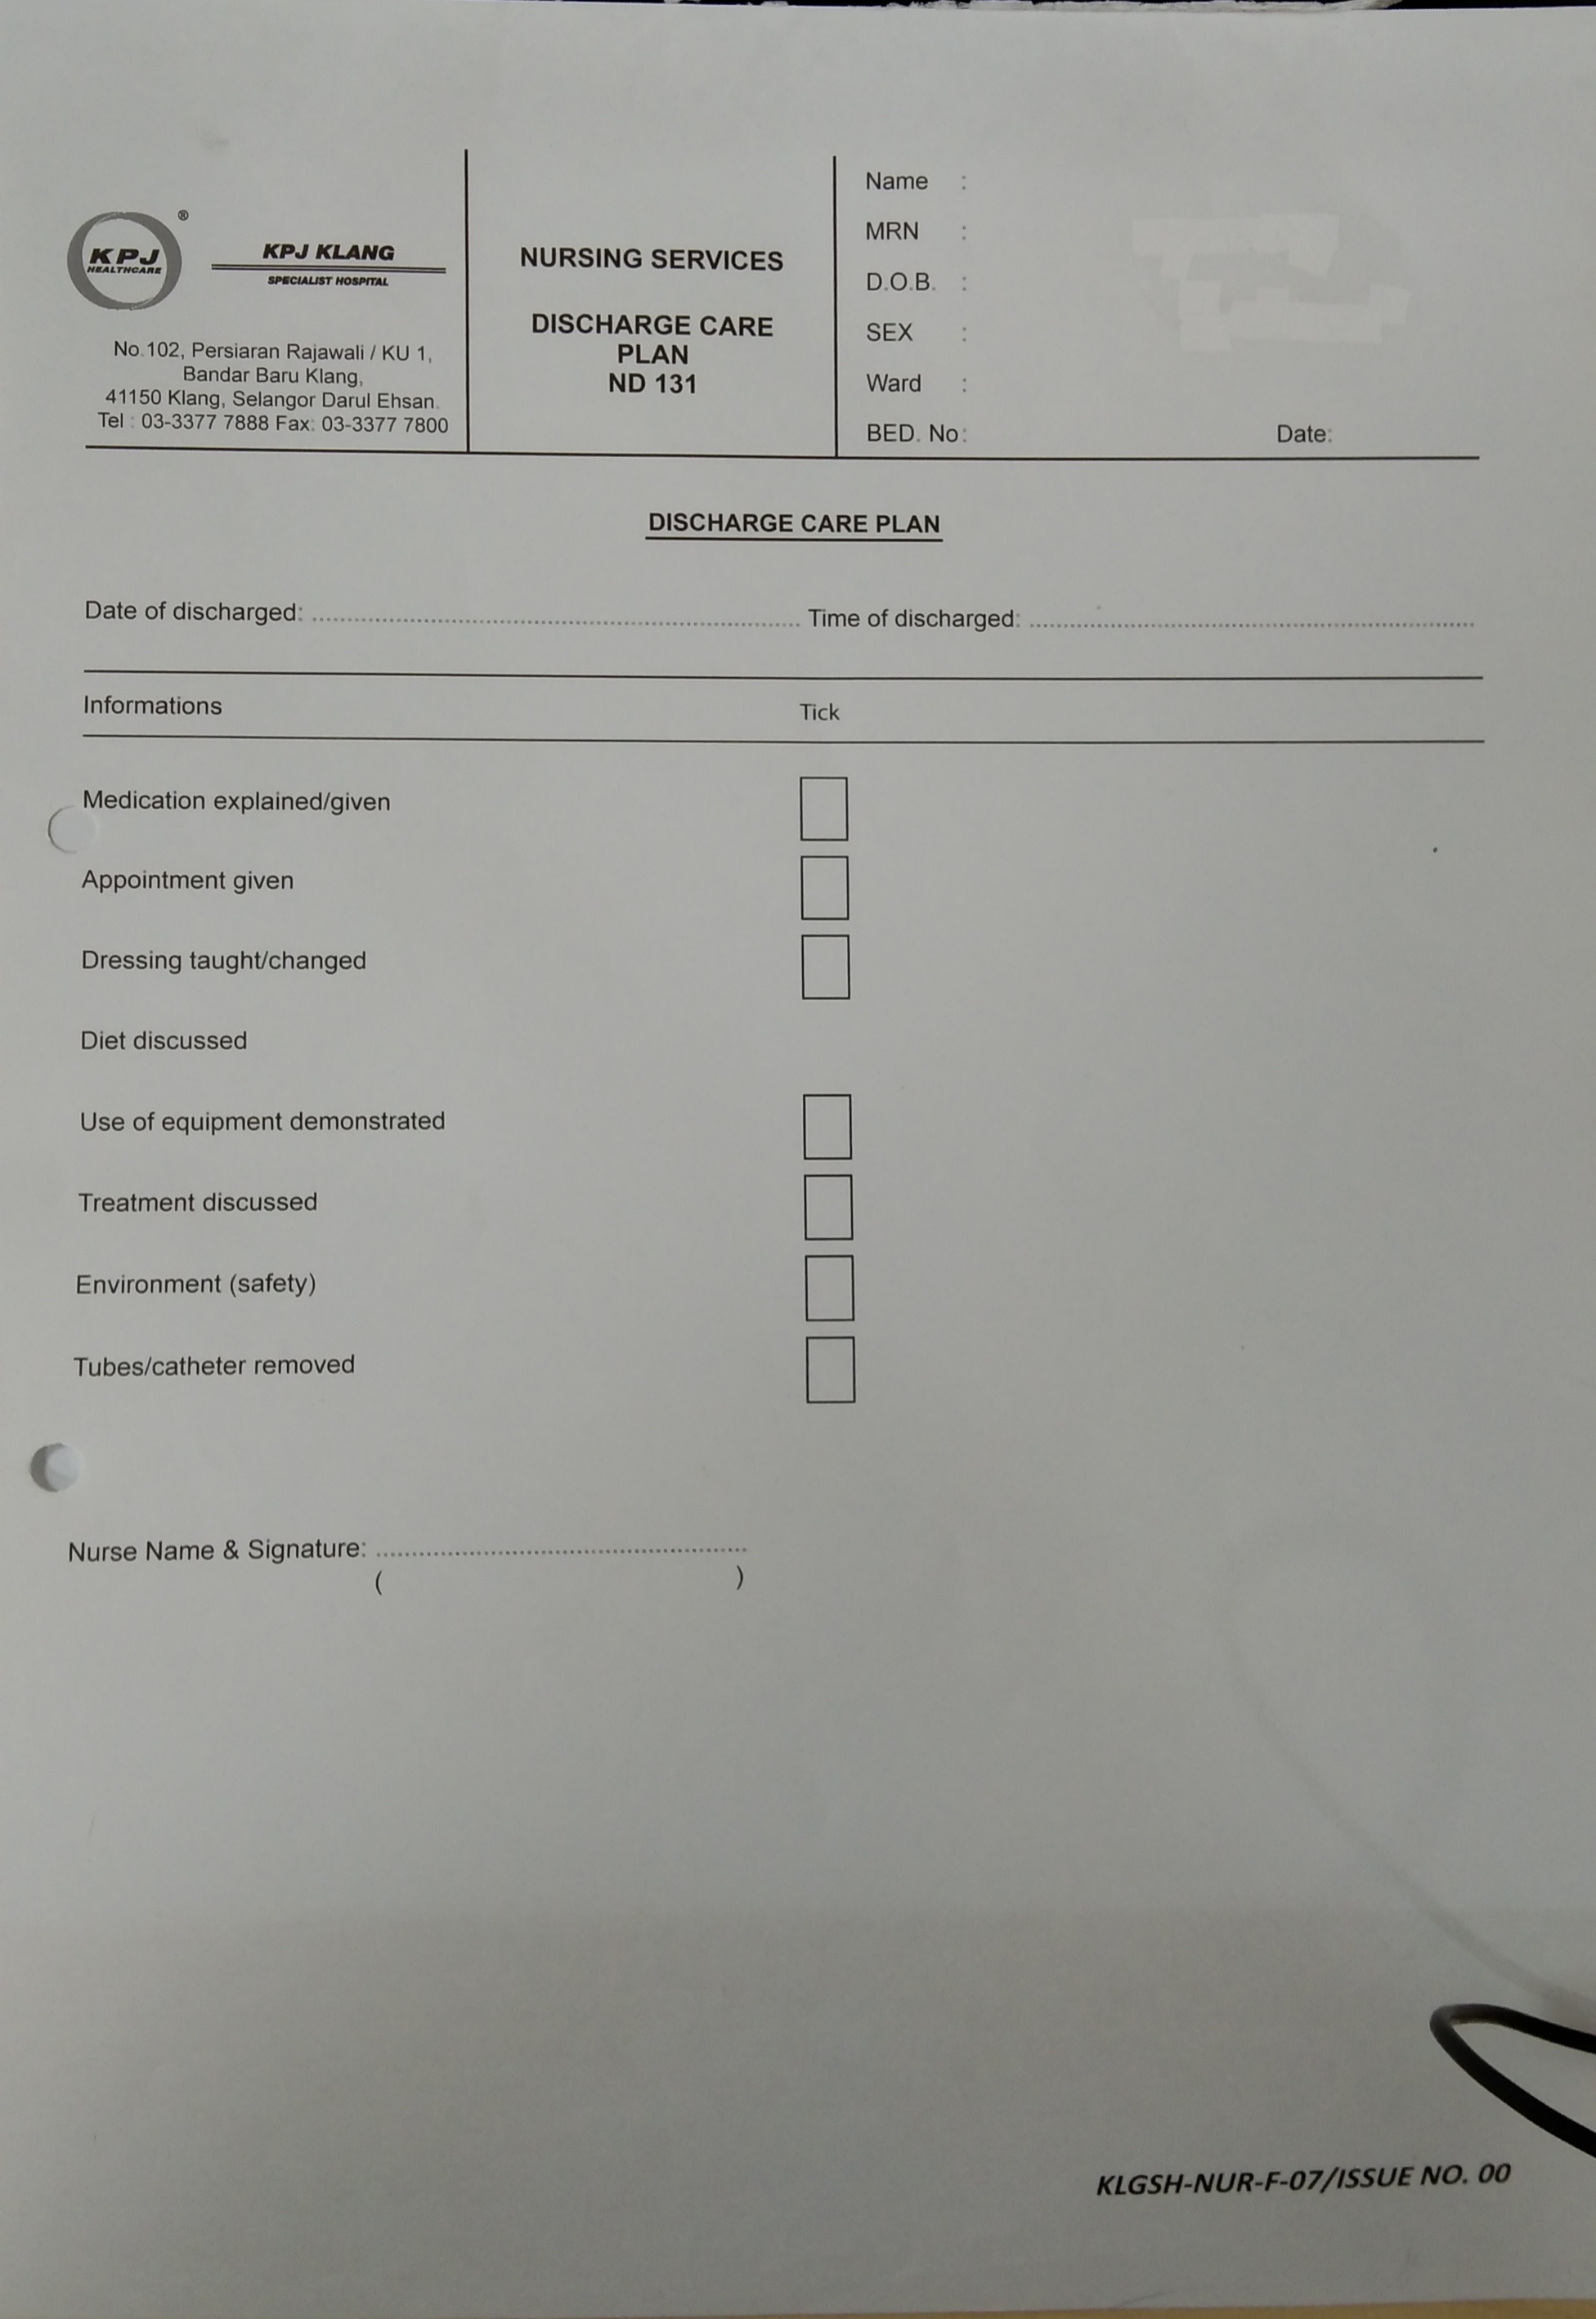 KPJ
HEALTHCARE
®
KPJ KLANG
SPECIALIST HOSPITAL
No.102, Persiaran Rajawali / KU 1,
Bandar Baru Klang,
41150 Klang, Selangor Darul Ehsan.
Tel : 03-3377 7888 Fax: 03-3377 7800
NURSING SERVICES
DISCHARGE CARE
PLAN
ND 131
Name :
MRN :
D.O.B. :
SEX :
Ward :
BED. No: Date:
DISCHARGE CARE PLAN
Date of discharged: ........................................ Time of discharged: ........................................
Informations Tick
Medication explained/given
Appointment given
Dressing taught/changed
Diet discussed
Use of equipment demonstrated
Treatment discussed
Environment (safety)
Tubes/catheter removed
Nurse Name & Signature: ........................................
( )
KLGSH-NUR-F-07/ISSUE NO. 00